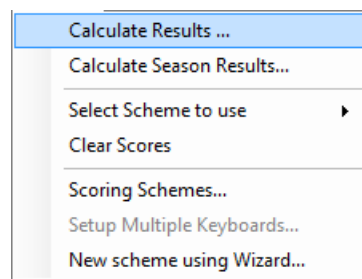 Calculate Results ...
Calculate Season Results...
Select Scheme to use
Clear Scores
Scoring Schemes...
Setup Multiple Keyboards...
New scheme using Wizard...